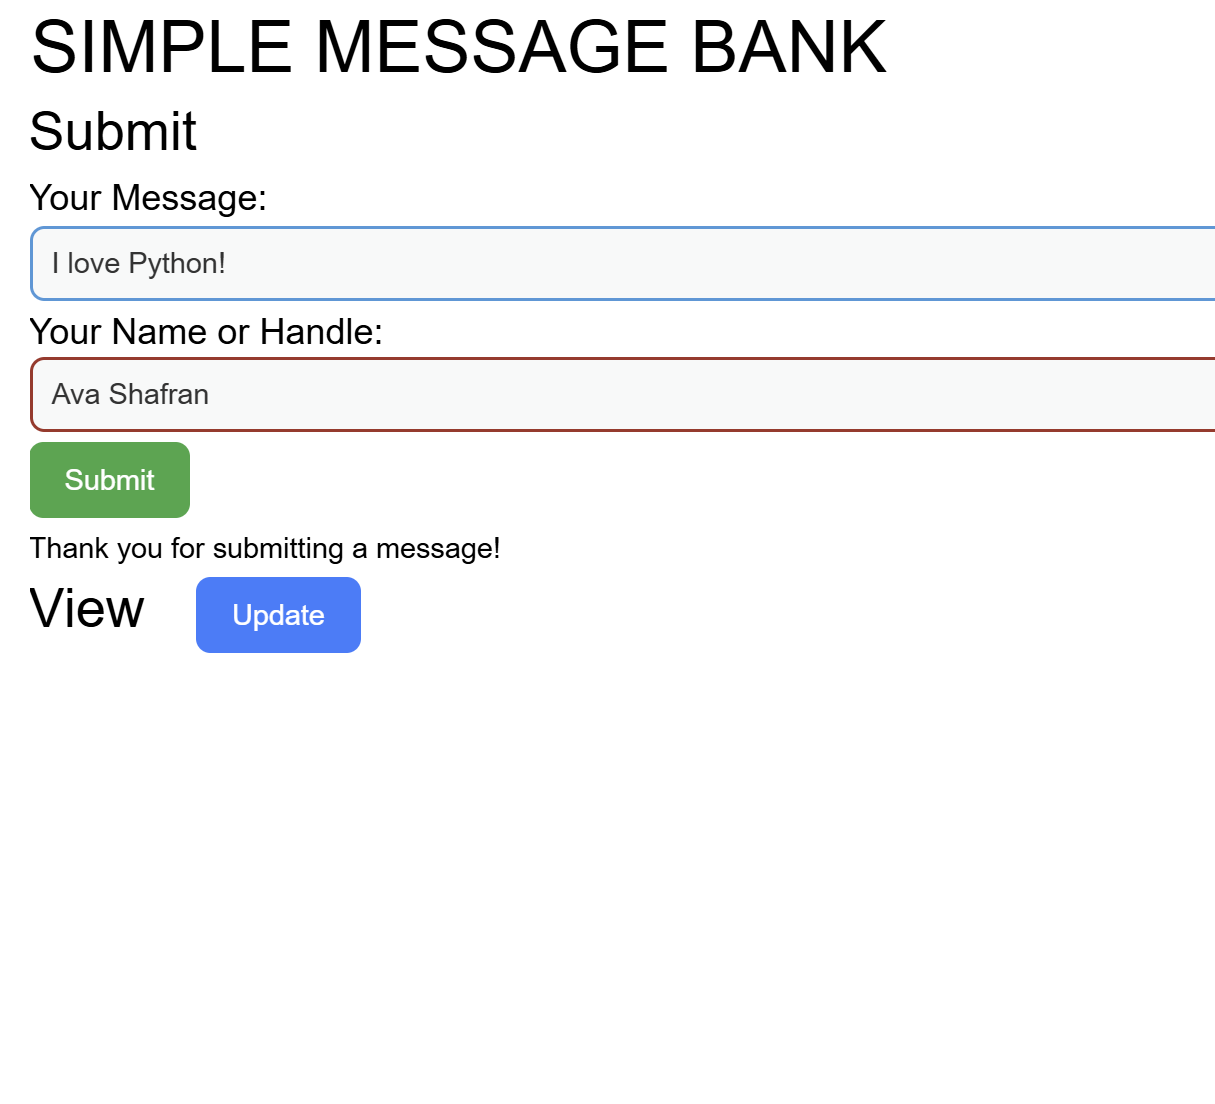 SIMPLE MESSAGE BANK
Submit
Your Message:
I love Python!
Your Name or Handle:
Ava Shafran
Submit
Thank you for submitting a message!
View Update